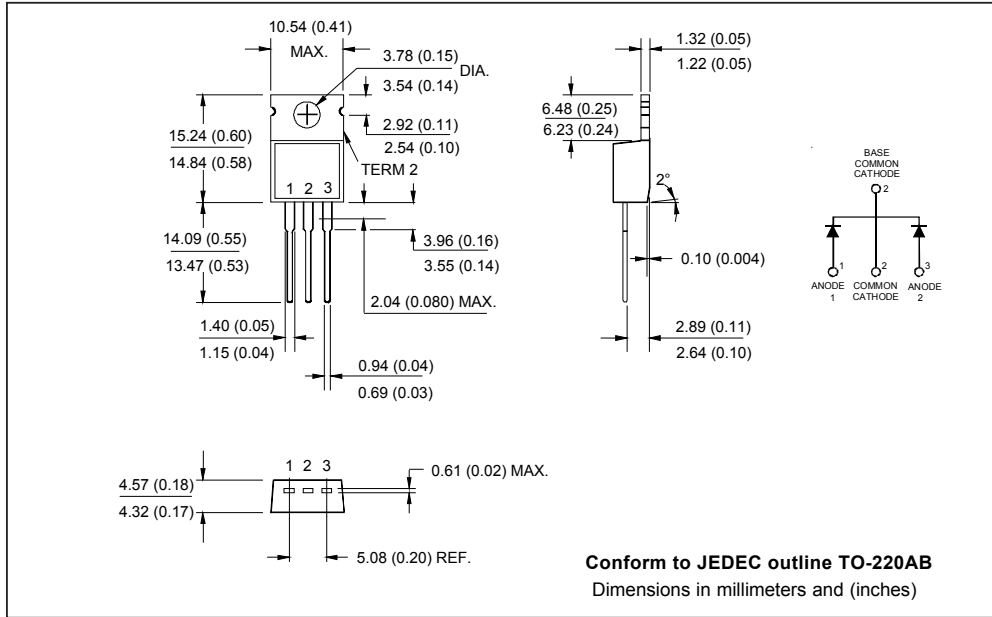 10.54 (0.41)
MAX.
3.78 (0.15)
DIA.
3.54 (0.14)
15.24 (0.60)
14.84 (0.58)
2.92 (0.11)
2.54 (0.10)
TERM 2
1 2 3
14.09 (0.55)
13.47 (0.53)
3.96 (0.16)
3.55 (0.14)
2.04 (0.080) MAX.
1.40 (0.05)
1.15 (0.04)
0.94 (0.04)
0.69 (0.03)
1.32 (0.05)
1.22 (0.05)
6.48 (0.25)
6.23 (0.24)
2°
0.10 (0.004)
2.89 (0.11)
2.64 (0.10)
BASE
COMMON
CATHODE
2
1
2
3
ANODE
1
COMMON
CATHODE
ANODE
2
1 2 3
4.57 (0.18)
4.32 (0.17)
0.61 (0.02) MAX.
5.08 (0.20) REF.
Conform to JEDEC outline TO-220AB
Dimensions in millimeters and (inches)